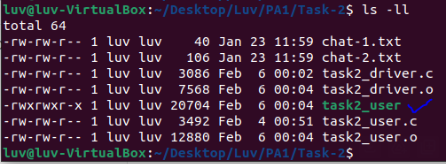 luv@luv-VirtualBox:~/Desktop/Luv/PA1/Task-2$ ls -ll
total 64
-rw-rw-r-- 1 luv luv    40 Jan 23 11:59 chat-1.txt
-rw-rw-r-- 1 luv luv   106 Jan 23 11:59 chat-2.txt
-rw-rw-r-- 1 luv luv  3086 Feb  6 00:02 task2_driver.c
-rw-rw-r-- 1 luv luv  7568 Feb  6 00:04 task2_driver.o
-rwxrwxr-x 1 luv luv 20704 Feb  6 00:04 task2_user
-rw-rw-r-- 1 luv luv  3492 Feb  4 00:51 task2_user.c
-rw-rw-r-- 1 luv luv 12880 Feb  6 00:04 task2_user.o
luv@luv-VirtualBox:~/Desktop/Luv/PA1/Task-2$